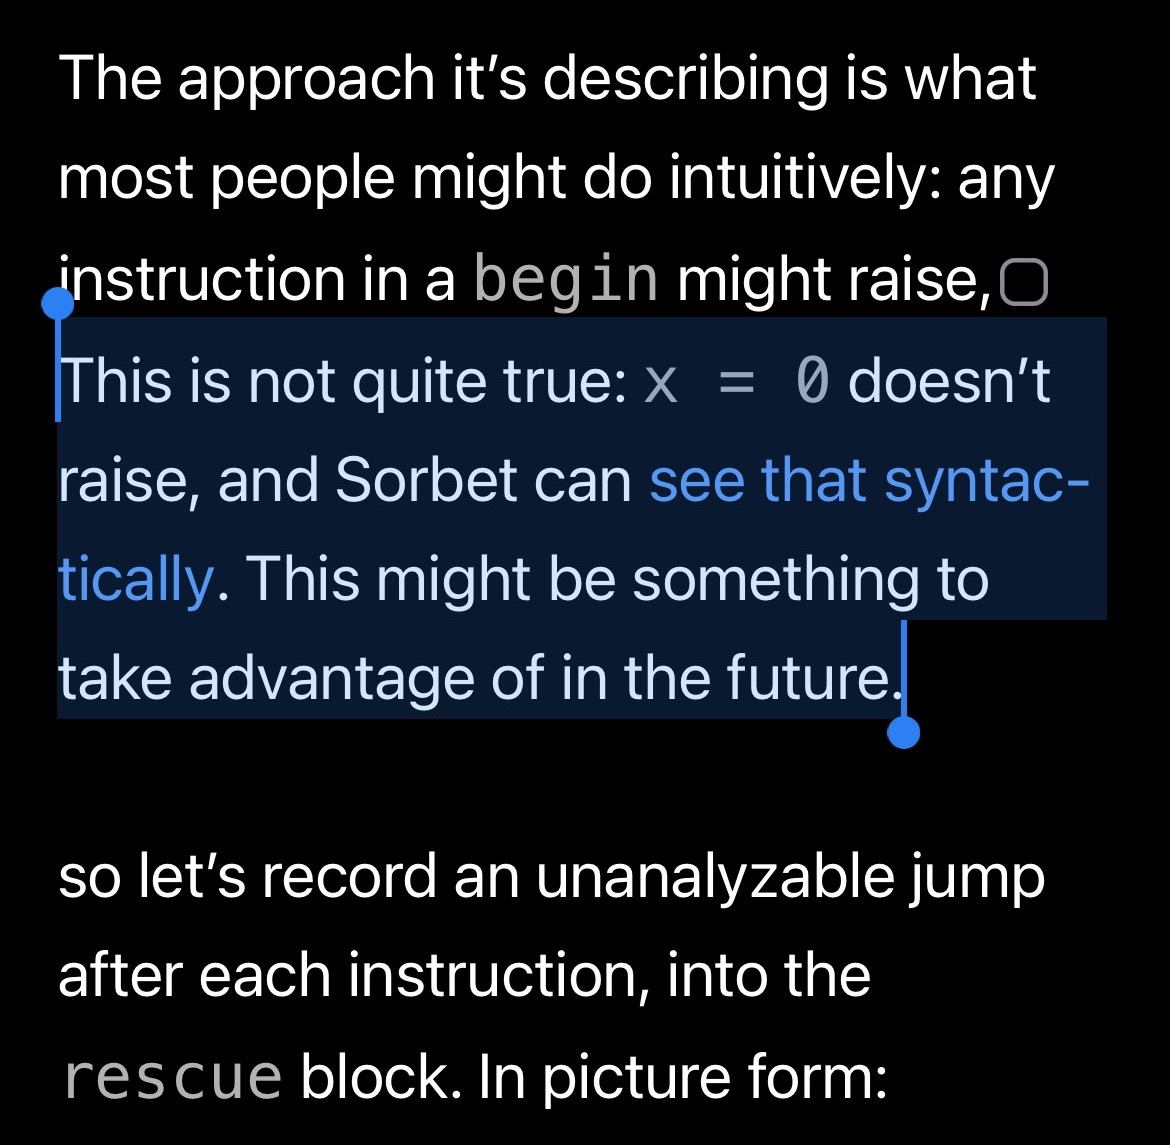 The approach it’s describing is what
most people might do intuitively: any
instruction in a begin might raise,
This is not quite true: x = 0 doesn’t
raise, and Sorbet can see that syntac-
tically. This might be something to
take advantage of in the future.
so let’s record an unanalyzable jump
after each instruction, into the
rescue block. In picture form: